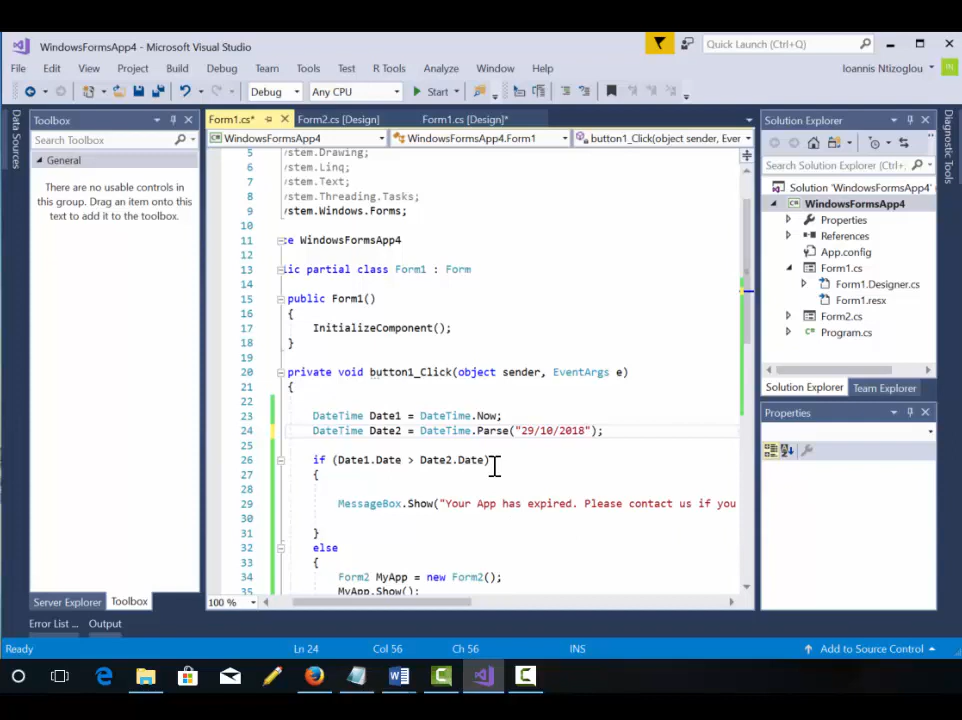 WindowsFormsApp4 - Microsoft Visual Studio
Quick Launch (Ctrl+Q)
File Edit View Project Build Debug Team Tools Test R Tools Analyze Window Help
Ioannis Ntizoglou
IN
Debug Any CPU Start
Data Sources
Toolbox
Search Toolbox
General
There are no usable controls in
this group. Drag an item onto this
text to add it to the toolbox.
Server Explorer Toolbox
Form1.cs* Form2.cs [Design] Form1.cs [Design]*
WindowsFormsApp4 WindowsFormsApp4.Form1 button1_Click(object sender, Even
5 ystem.Drawing;
6 ystem.Linq;
7 ystem.Text;
8 ystem.Threading.Tasks;
9 ystem.Windows.Forms;
10
11 e WindowsFormsApp4
12
13 lic partial class Form1 : Form
14
15 public Form1()
16 {
17 InitializeComponent();
18 }
19
20 private void button1_Click(object sender, EventArgs e)
21 {
22
23 DateTime Date1 = DateTime.Now;
24 DateTime Date2 = DateTime.Parse("29/10/2018");
25
26 if (Date1.Date > Date2.Date)
27 {
28
29 MessageBox.Show("Your App has expired. Please contact us if you
30
31 }
32 else
33 {
34 Form2 MyApp = new Form2();
35 MyApp.Show();
100 %
Solution Explorer
Search Solution Explorer (Ctrl+,
Solution 'WindowsFormsApp4'
WindowsFormsApp4
Properties
References
App.config
Form1.cs
Form1.Designer.cs
Form1.resx
Form2.cs
Program.cs
Solution Explorer Team Explorer
Properties
Diagnostic Tools
Error List ... Output
Ready Ln 24 Col 56 Ch 56 INS Add to Source Control